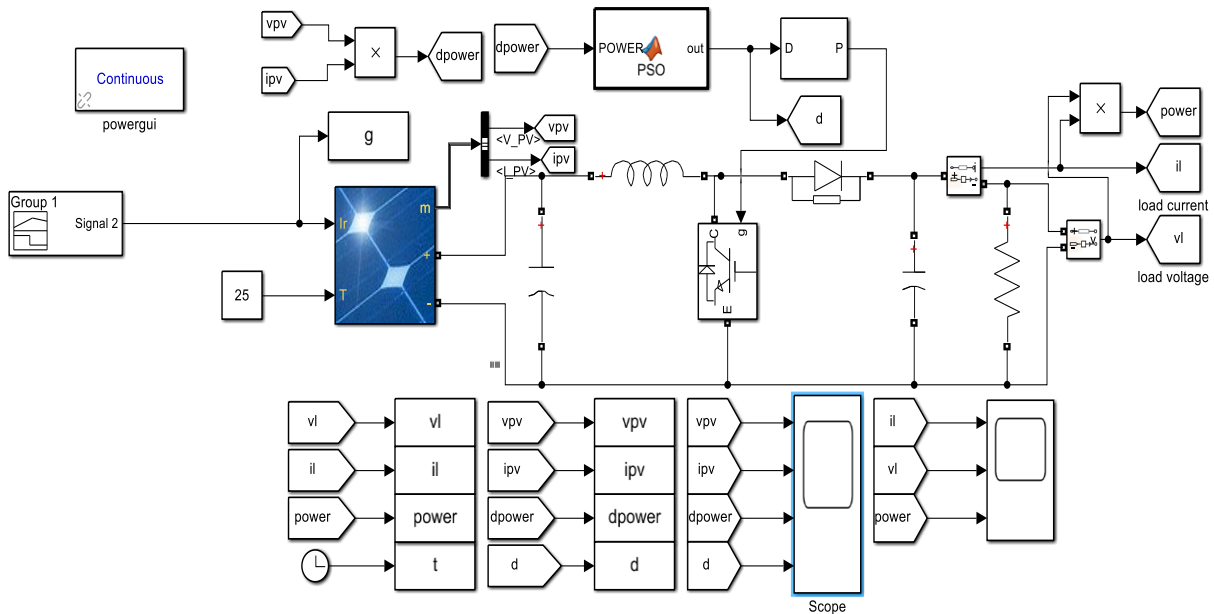 vpv
ipv
×
dpower
dpower
POWER
PSO
out
D
P
d
Continuous
powergui
g
<V_PV>
vpv
<I_PV>
ipv
×
power
il
load current
vl
load voltage
Group 1
Signal 2
Ir
T
m
+
-
25
+
+
C
g
E
+
+
i
-
+
+
-
v
vl
vl
vpv
vpv
vpv
il
il
il
ipv
ipv
ipv
vl
power
power
dpower
dpower
dpower
power
t
d
d
d
Scope